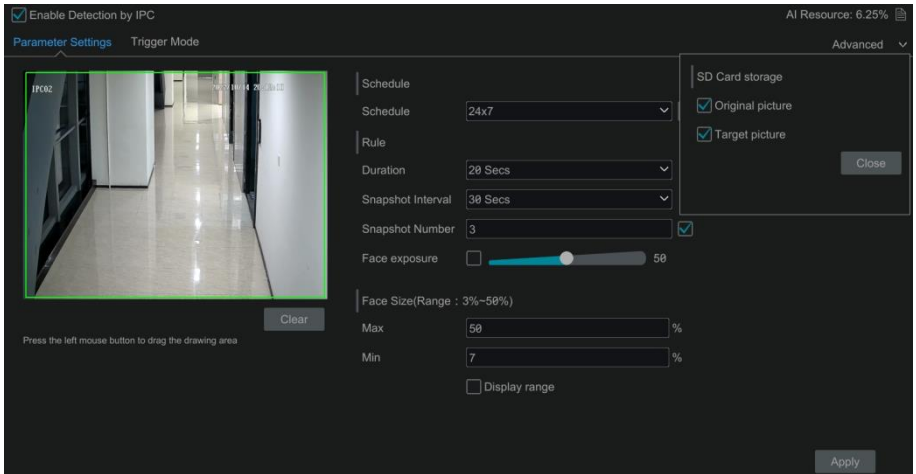 Enable Detection by IPC
AI Resource: 6.25%
Parameter Settings Trigger Mode
Advanced
SD Card storage
Original picture
Target picture
Close
IPC02
Schedule
Schedule 24x7
Rule
Duration 20 Secs
Snapshot Interval 30 Secs
Snapshot Number 3
Face exposure 50
Face Size(Range : 3%~50%)
Max 50 %
Min 7 %
Display range
Clear
Press the left mouse button to drag the drawing area
Apply